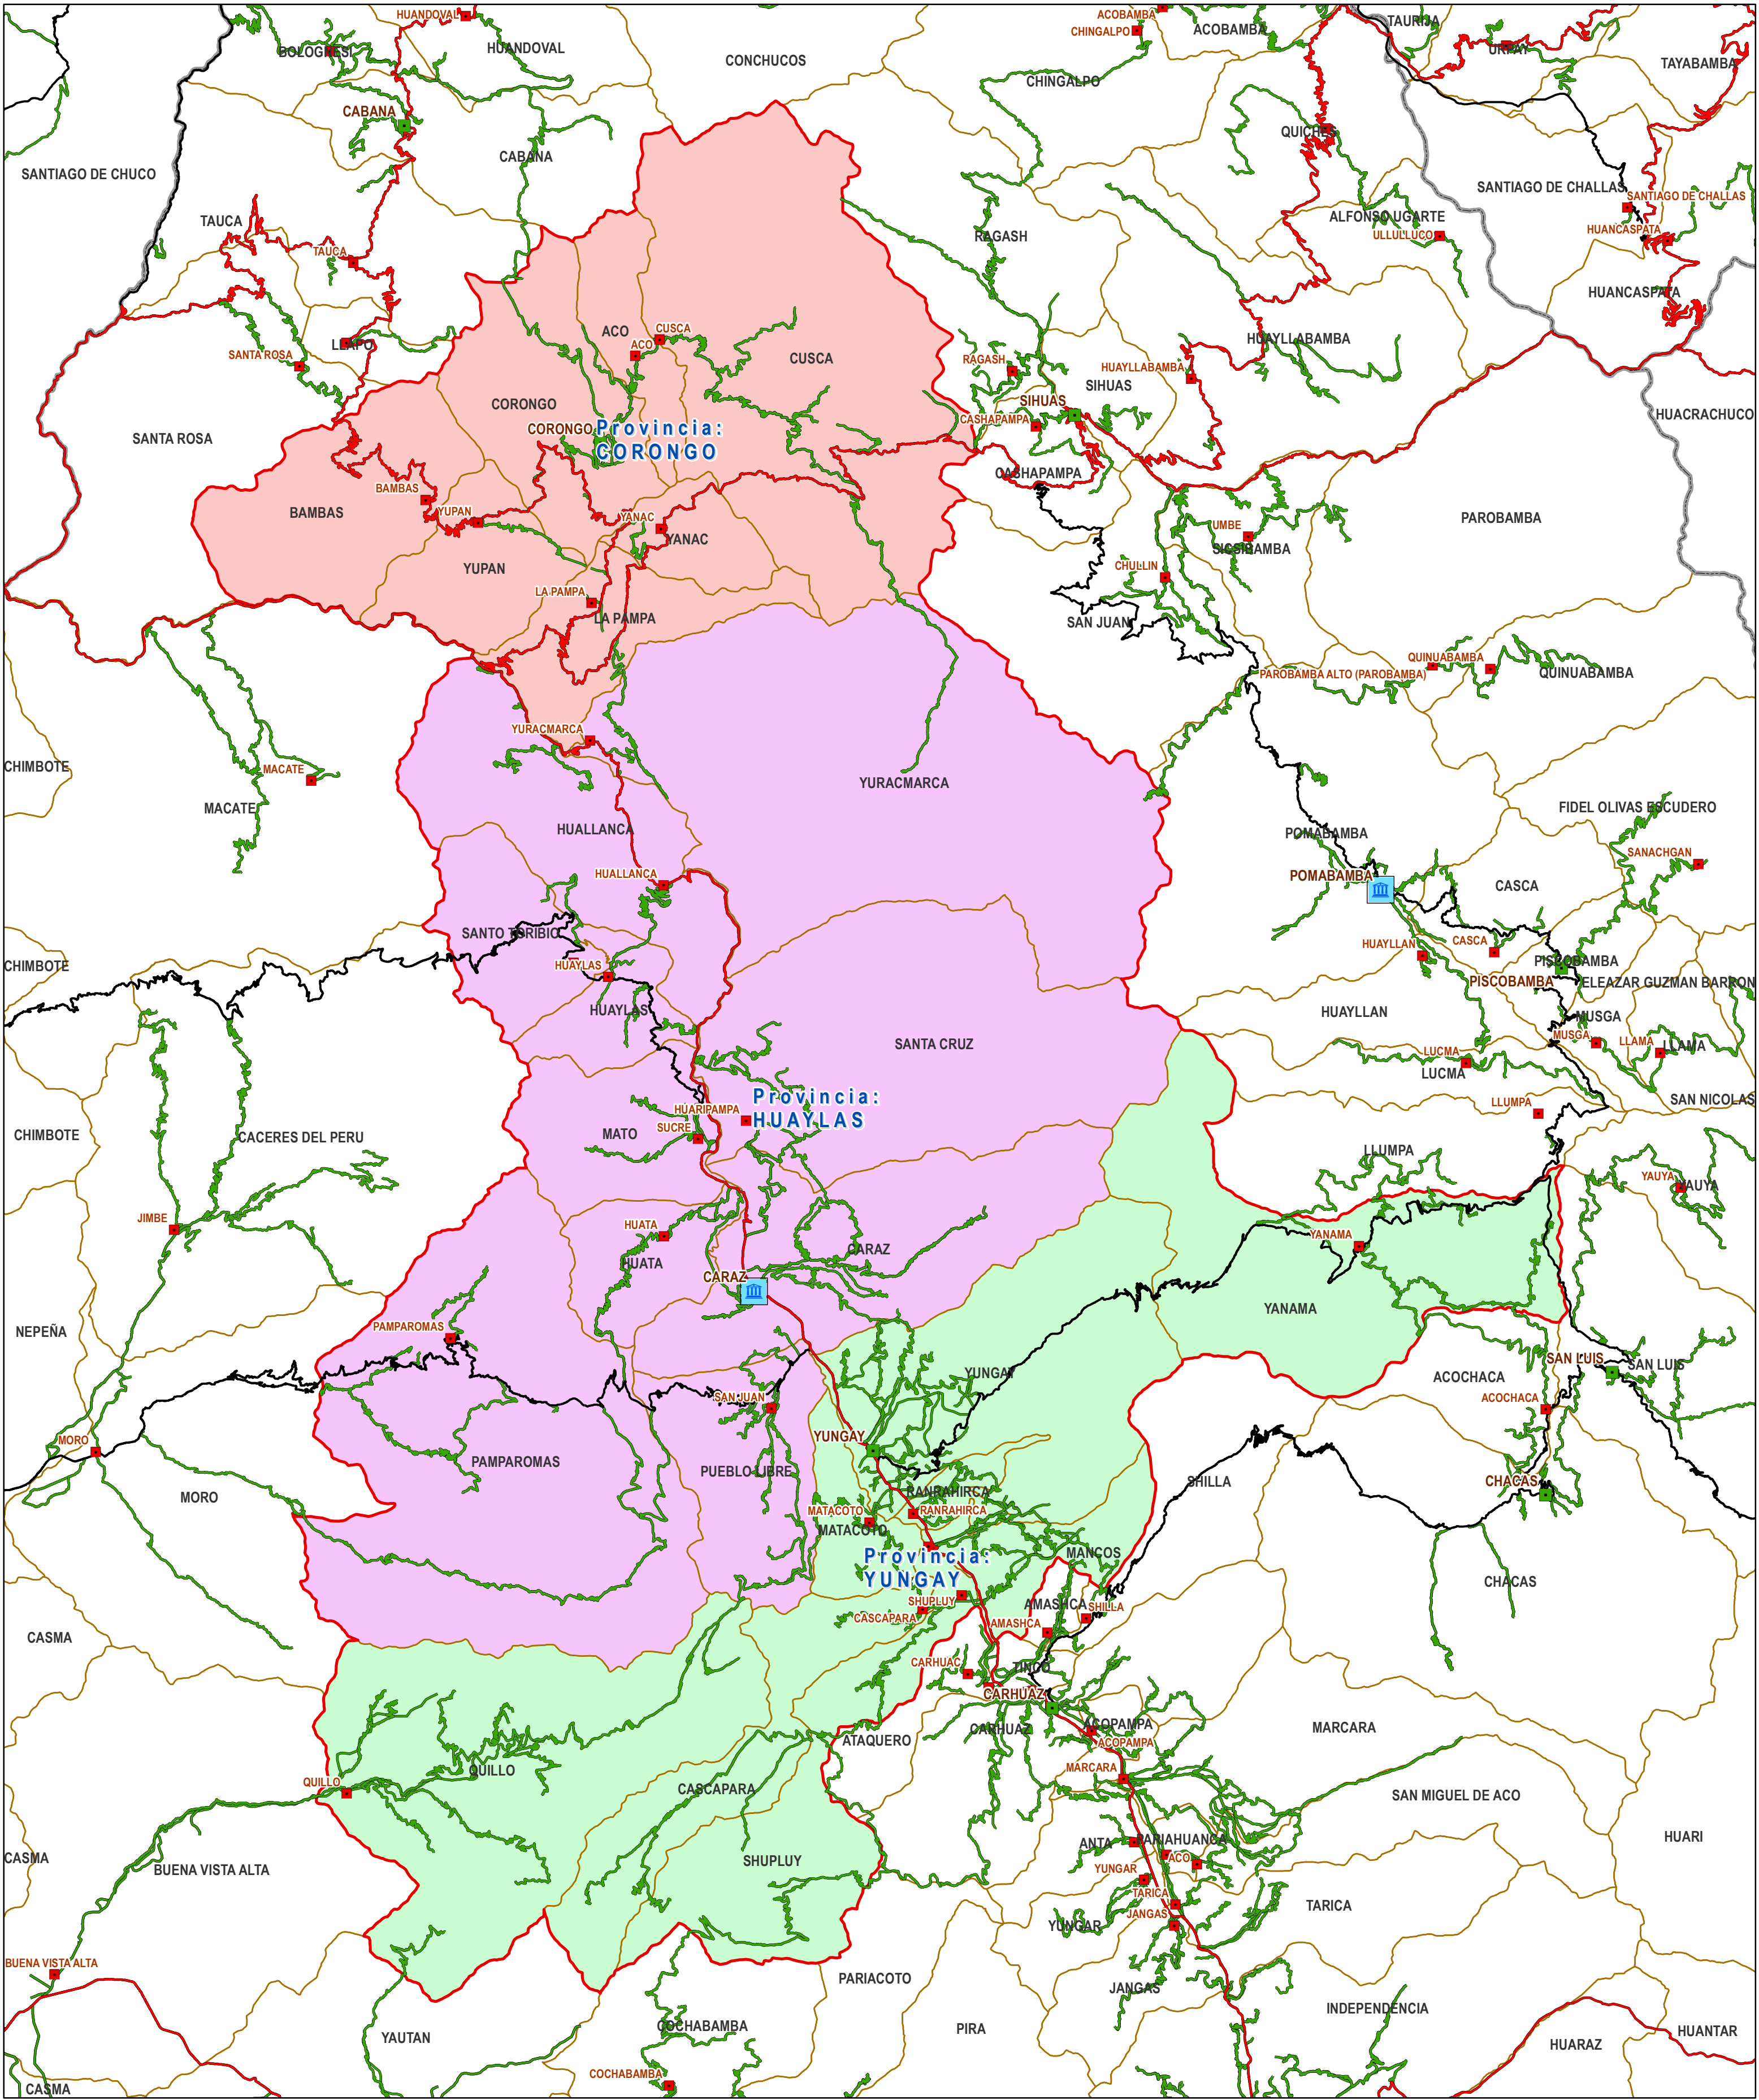 HUANDOVAL
ACOBAMBA
CHINGALPO
ACOBAMBA
TAURIJA
BOLOGNESI
HUANDOVAL
CONCHUCOS
CHINGALPO
URPAY
TAYABAMBA
CABANA
QUICHES
SANTIAGO DE CHUCO
CABANA
SANTIAGO DE CHALLAS
SANTIAGO DE CHALLAS
TAUCA
RAGASH
ALFONSO UGARTE
ULLULLUCO
HUANCASPATA
TAUCA
HUANCASPATA
LLAPO
SANTA ROSA
ACO
CUSCA
ACO
CUSCA
RAGASH
HUAYLLABAMBA
HUAYLLABAMBA
SIHUAS
SIHUAS
CORONGO
CASHAPAMPA
HUACRACHUCO
SANTA ROSA
CORONGO
Provincia:
CORONGO
CASHAPAMPA
BAMBAS
BAMBAS
YUPAN
YANAC
YANAC
UMBE
SICSIBAMBA
PAROBAMBA
YUPAN
CHULLIN
LA PAMPA
LA PAMPA
SAN JUAN
QUINUABAMBA
PAROBAMBA ALTO (PAROBAMBA)
QUINUABAMBA
YURACMARCA
CHIMBOTE
MACATE
YURACMARCA
MACATE
FIDEL OLIVAS ESCUDERO
HUALLANCA
POMABAMBA
SANACHGAN
HUALLANCA
POMABAMBA
CASCA
SANTO TORIBIO
HUAYLLAN
CASCA
CHIMBOTE
HUAYLAS
PISCOBAMBA
PISCOBAMBA
ELEAZAR GUZMAN BARRON
HUAYLAS
HUAYLLAN
MUSGA
MUSGA
LLAMA
LLAMA
SANTA CRUZ
LUCMA
LUCMA
Provincia:
HUAYLAS
HUARIPAMPA
SUCRE
LLUMPA
SAN NICOLAS
CHIMBOTE
CACERES DEL PERU
MATO
LLUMPA
YAUYA
YAUYA
JIMBE
HUATA
YANAMA
HUATA
CARAZ
CARAZ
YANAMA
NEPEÑA
PAMPAROMAS
SAN LUIS
SAN LUIS
YUNGAY
ACOCHACA
SAN JUAN
ACOCHACA
MORO
YUNGAY
PAMPAROMAS
PUEBLO LIBRE
SHILLA
CHACAS
MORO
RANRAHIRCA
MATACOTO
RANRAHIRCA
MATACOTO
Provincia:
YUNGAY
MANCOS
CHACAS
SHUPLUY
AMASHCA
SHILLA
CASCAPARA
AMASHCA
CASMA
CARHUAC
TINCO
CARHUAZ
CARHUAZ
ACOPAMPA
MARCARA
ATAQUERO
ACOPAMPA
QUILLO
QUILLO
MARCARA
CASCAPARA
SAN MIGUEL DE ACO
HUARI
CASMA
BUENA VISTA ALTA
ANTA
PARIAHUANCA
SHUPLUY
YUNGAR
ACO
TARICA
JANGAS
TARICA
YUNGAR
BUENA VISTA ALTA
PARIACOTO
JANGAS
INDEPENDENCIA
YAUTAN
COCHABAMBA
PIRA
HUARAZ
HUANTAR
COCHABAMBA
CASMA